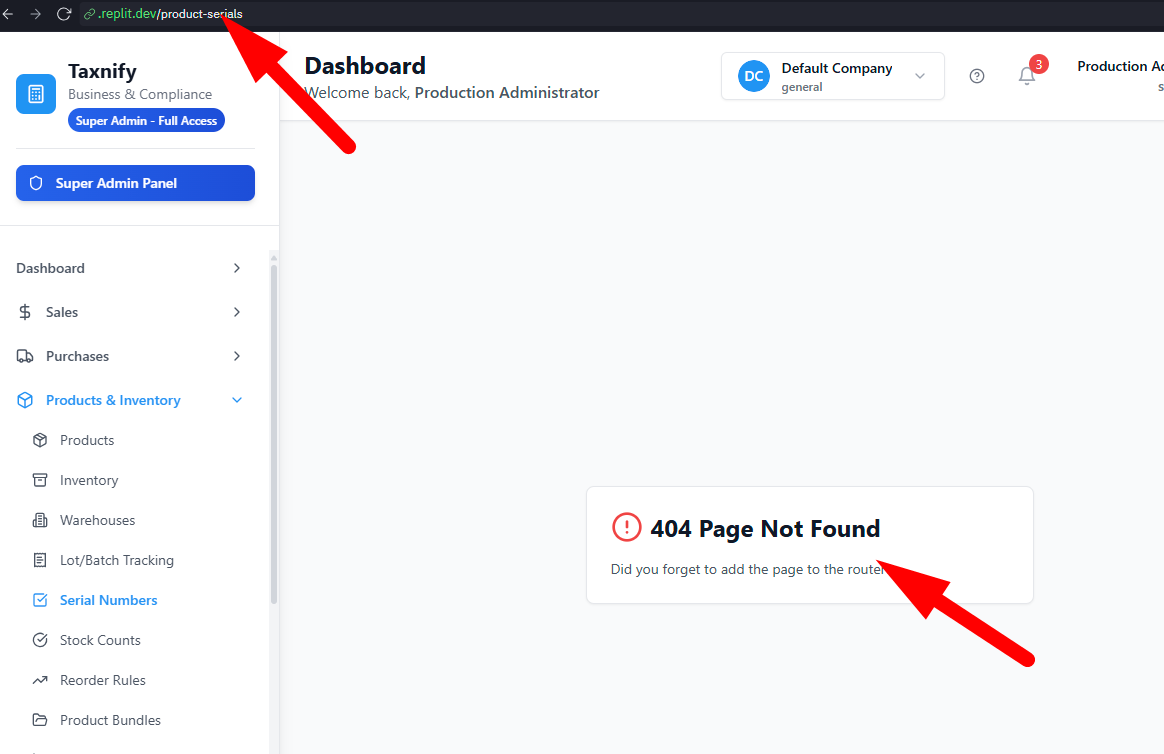 .replit.dev/product-serials
Taxnify
Business & Compliance
Super Admin - Full Access
Super Admin Panel
Dashboard
Sales
Purchases
Products & Inventory
Products
Inventory
Warehouses
Lot/Batch Tracking
Serial Numbers
Stock Counts
Reorder Rules
Product Bundles
Dashboard
Welcome back, Production Administrator
DC
Default Company
general
3
Production
404 Page Not Found
Did you forget to add the page to the router